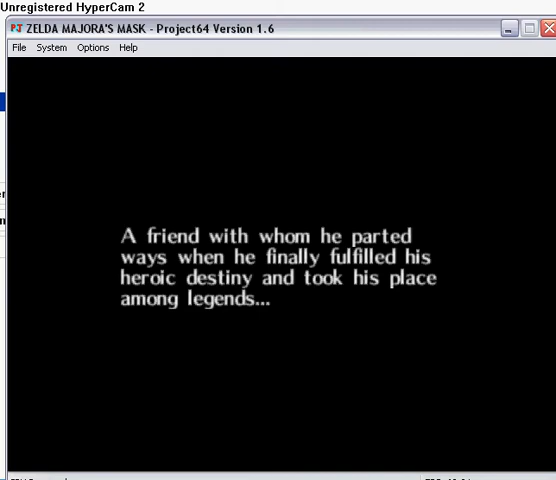 Unregistered HyperCam 2
ZELDA MAJORA'S MASK - Project64 Version 1.6
File System Options Help
A friend with whom he parted
ways when he finally fulfilled his
heroic destiny and took his place
among legends...